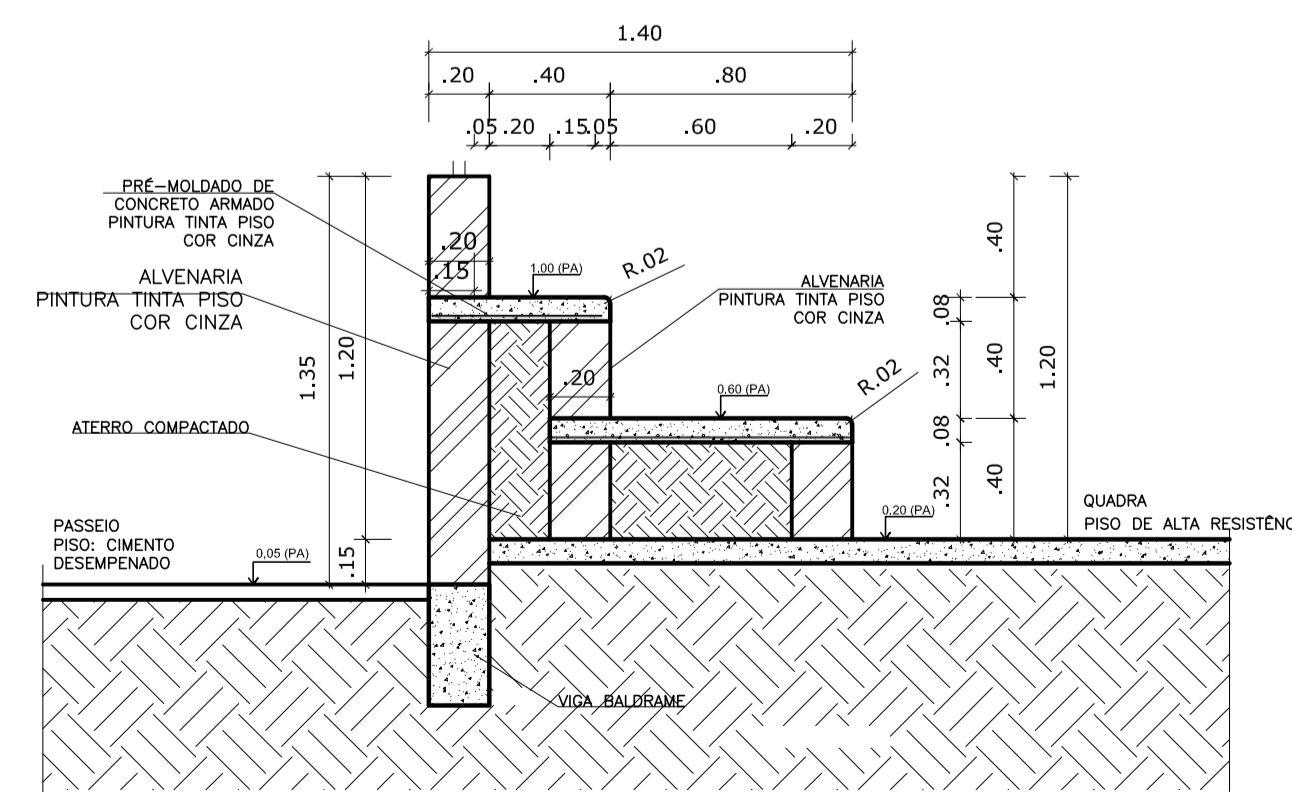 1.40
.20
.40
.80
.05
.20
.15
.05
.60
.20
PRÉ-MOLDADO DE
CONCRETO ARMADO
PINTURA TINTA PISO
COR CINZA
ALVENARIA
PINTURA TINTA PISO
COR CINZA
.20
.15
1.00 (PA)
R.02
ALVENARIA
PINTURA TINTA PISO
COR CINZA
.40
.08
1.35
1.20
.20
0.60 (PA)
R.02
.32
.40
1.20
ATERRO COMPACTADO
.08
.32
.40
0.20 (PA)
QUADRA
PISO DE ALTA RESISTÊNC
PASSEIO
PISO: CIMENTO
DESEMPENADO
0,05 (PA)
.15
VIGA BALDRAME